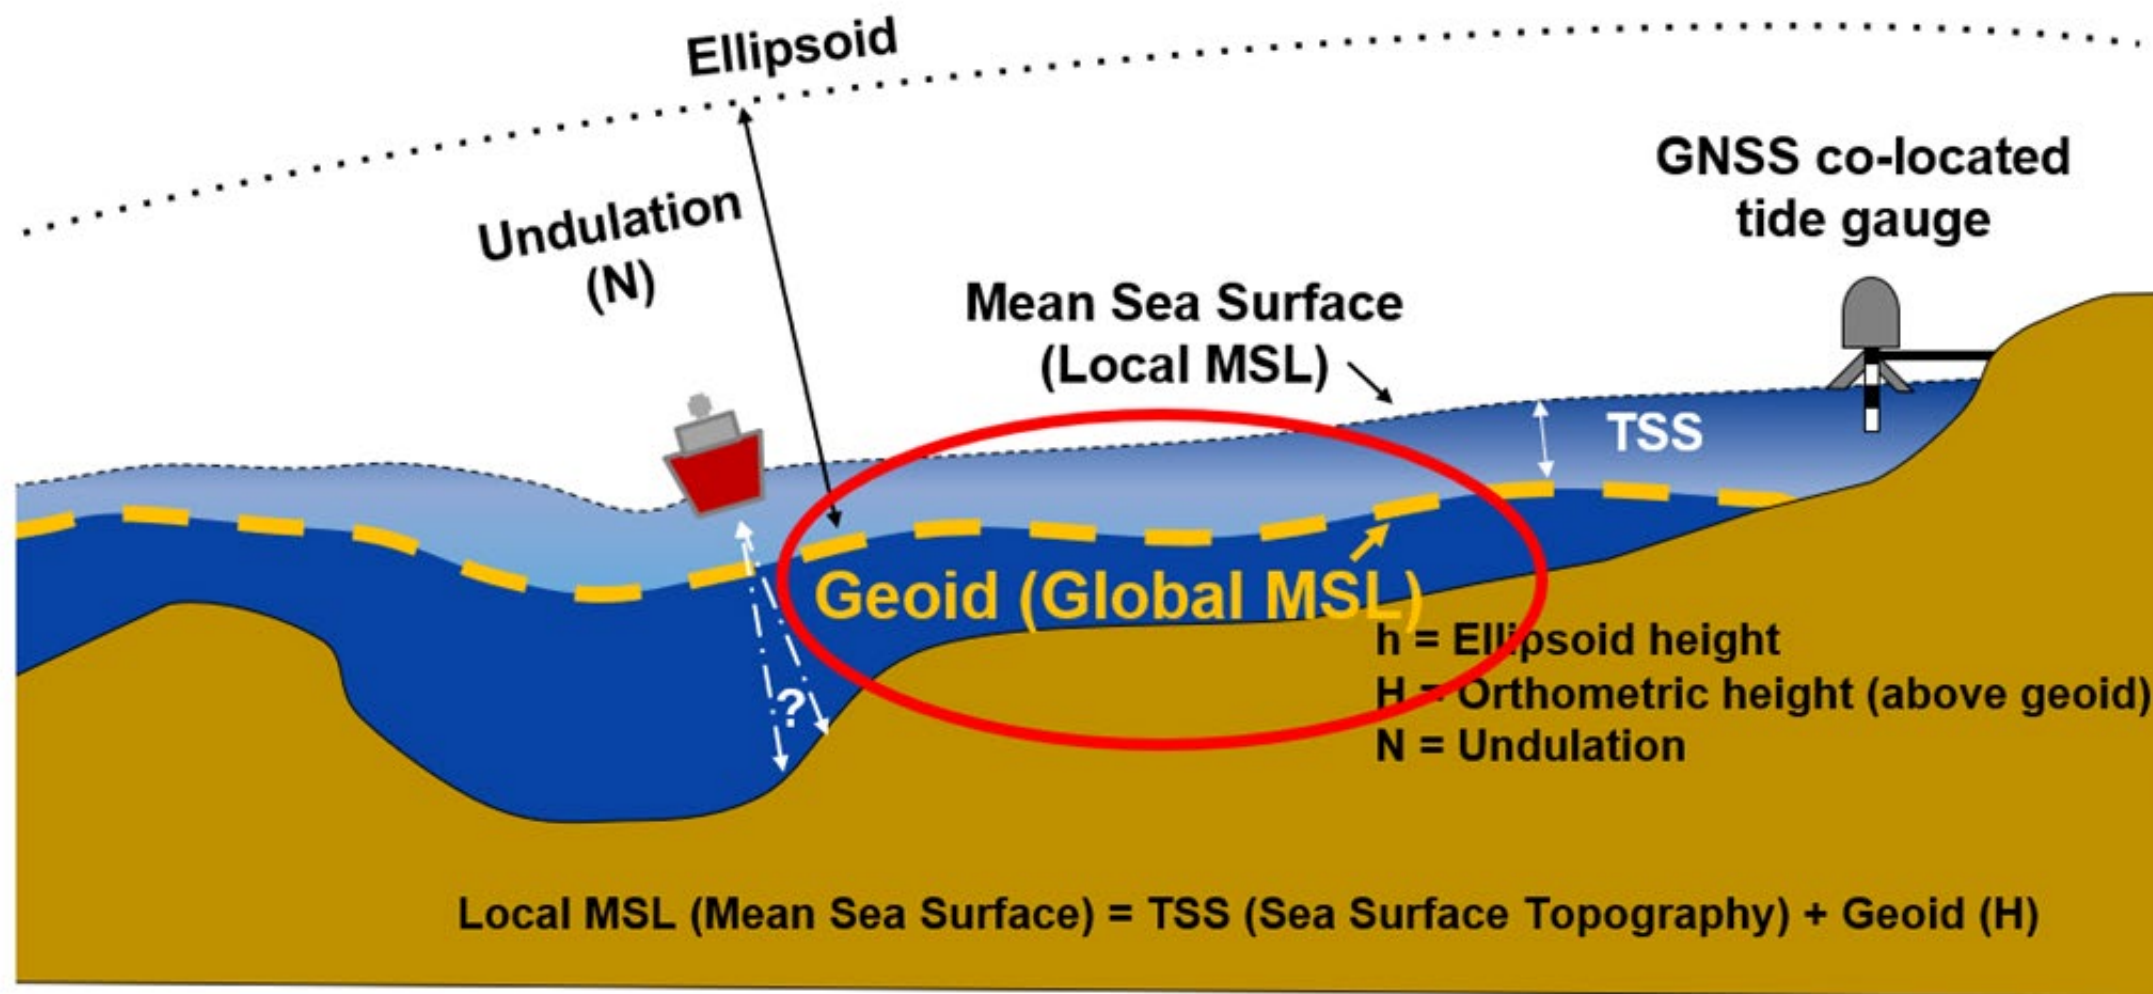 Ellipsoid
Undulation
(N)
GNSS co-located
tide gauge
Mean Sea Surface
(Local MSL)
TSS
Geoid (Global MSL)
?
h = Ellipsoid height
H = Orthometric height (above geoid)
N = Undulation
Local MSL (Mean Sea Surface) = TSS (Sea Surface Topography) + Geoid (H)